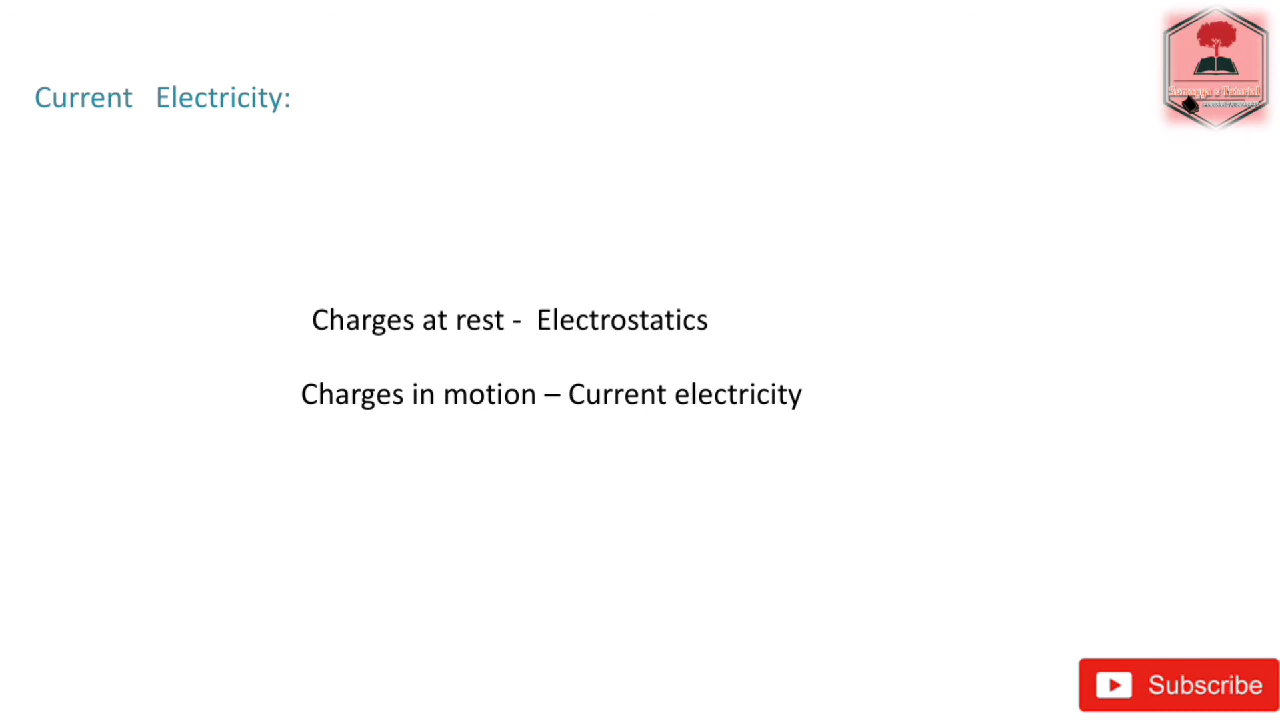 Current Electricity:
Charges at rest - Electrostatics
Charges in motion – Current electricity
Subscribe